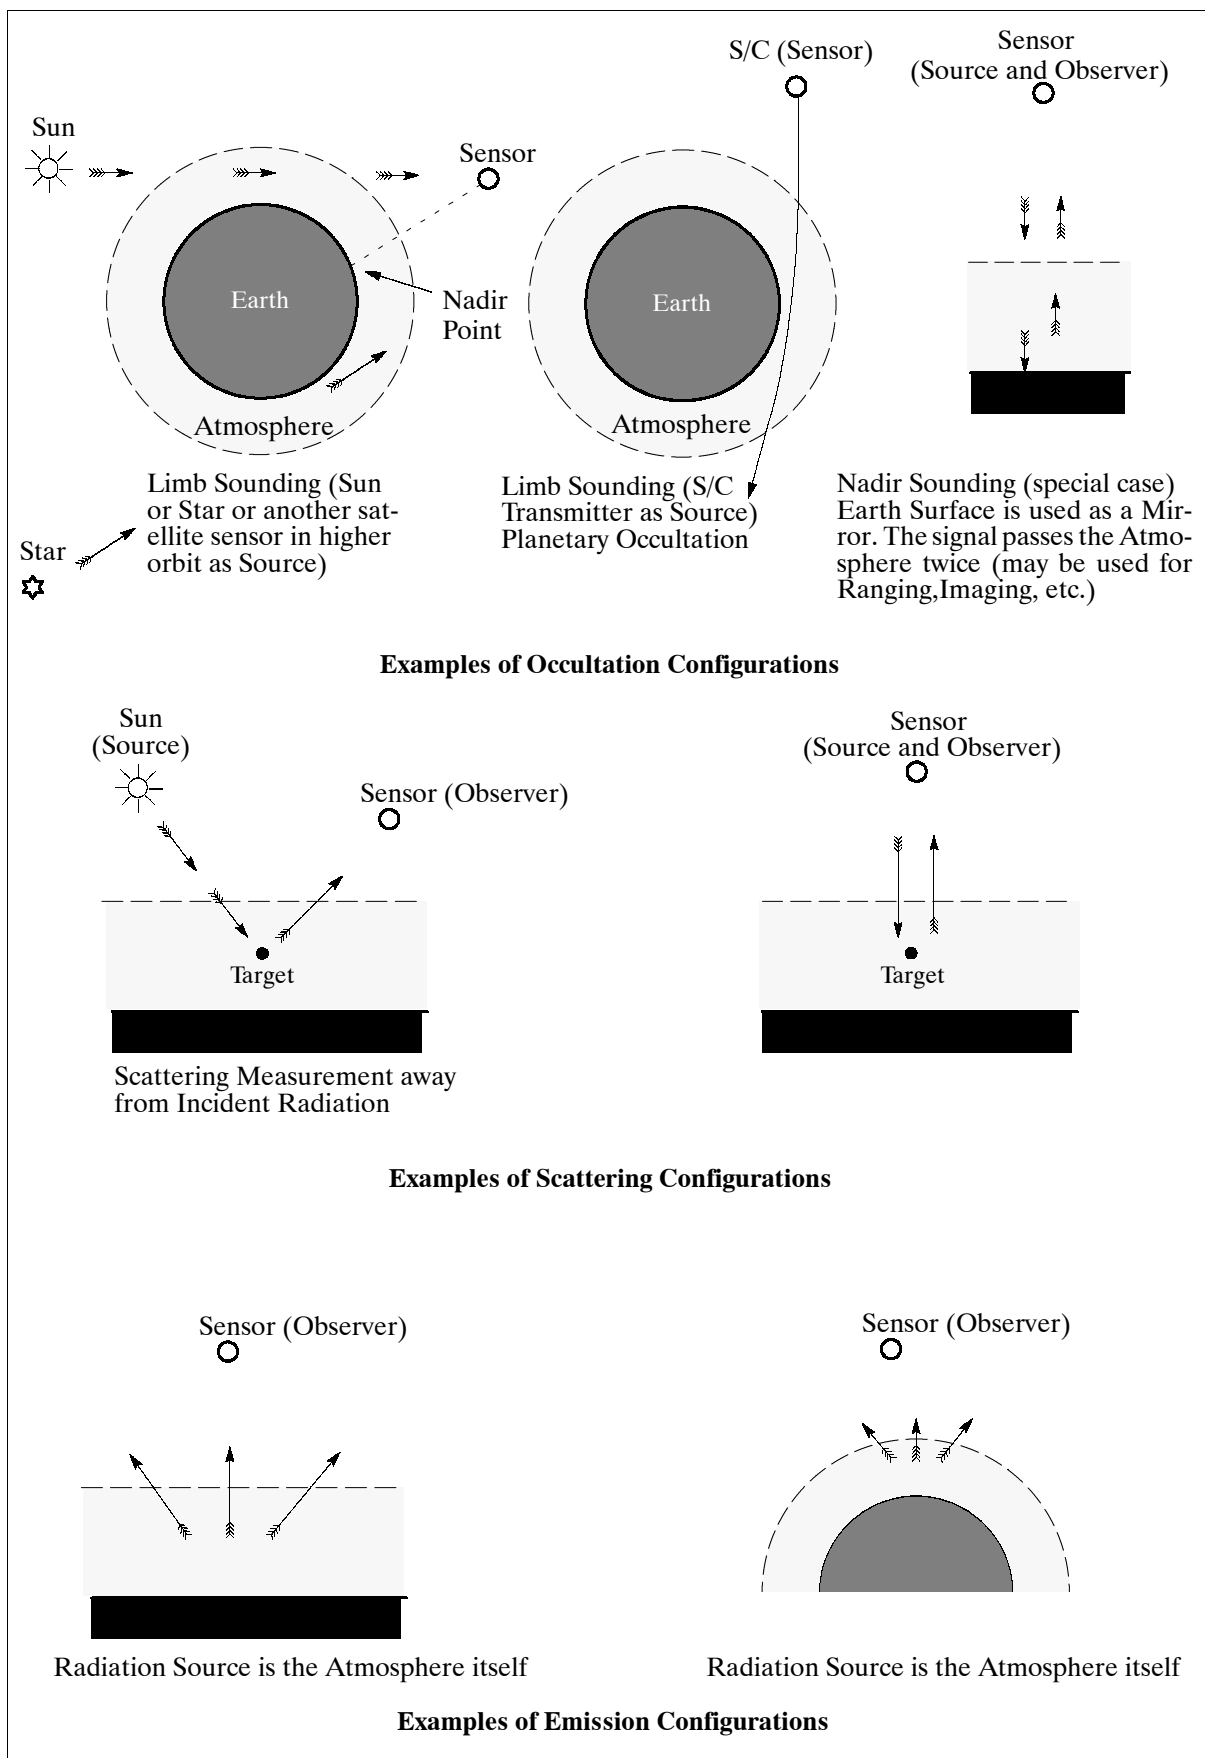 Sun
Sensor
Earth
Nadir
Point
Atmosphere
Limb Sounding (Sun
or Star or another sat-
ellite sensor in higher
orbit as Source)
Star
S/C (Sensor)
Earth
Atmosphere
Limb Sounding (S/C
Transmitter as Source)
Planetary Occultation
Sensor
(Source and Observer)
Nadir Sounding (special case)
Earth Surface is used as a Mir-
ror. The signal passes the Atmo-
sphere twice (may be used for
Ranging,Imaging, etc.)
Examples of Occultation Configurations
Sun
(Source)
Sensor (Observer)
Target
Scattering Measurement away
from Incident Radiation
Sensor
(Source and Observer)
Target
Examples of Scattering Configurations
Sensor (Observer)
Radiation Source is the Atmosphere itself
Sensor (Observer)
Radiation Source is the Atmosphere itself
Examples of Emission Configurations